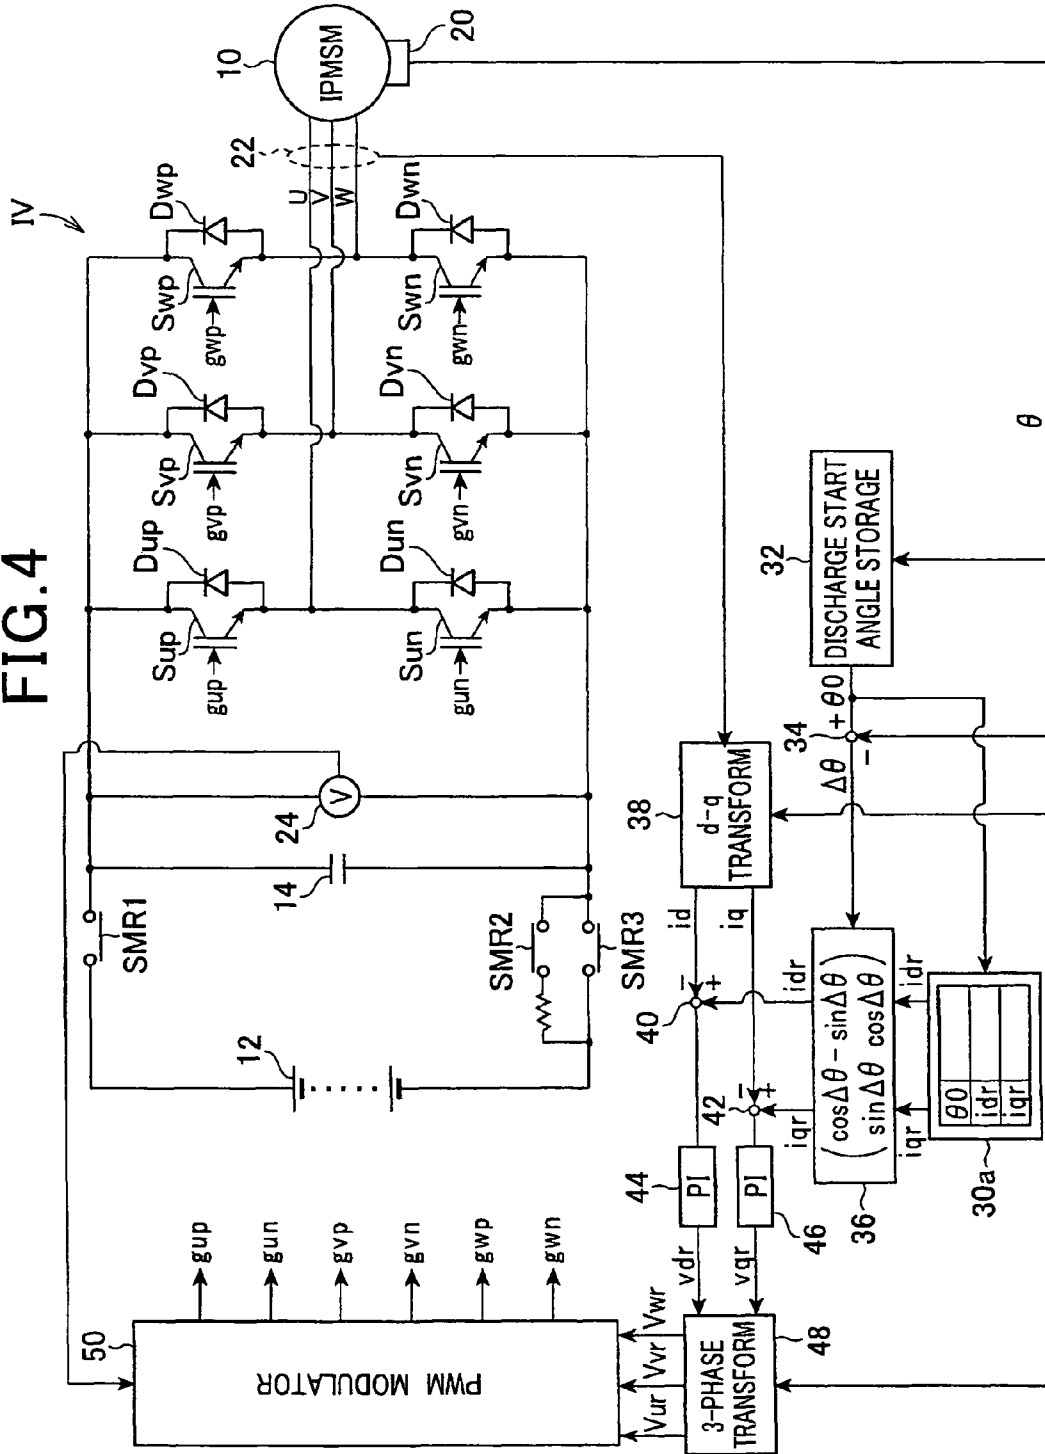 FIG.4
IV
10
20
IPMSM
22
U
V
W
Dwp
Swp
gwp
Dwn
Swn
gwn
Dvp
Svp
gvp
Dvn
Svn
gvn
Dup
Sup
gup
Dun
Sun
gun
24
V
14
SMR1
SMR2
SMR3
12
50
PWM MODULATOR
gup
gun
gvp
gvn
gwp
gwn
Vur
Vvr
Vwr
3-PHASE
TRANSFORM
48
vdr
vqr
44
PI
PI
46
40
42
− +
− +
id
iq
38
d-q
TRANSFORM
idr
iqr
cosΔθ − sinΔθ
sinΔθ cosΔθ
36
idr
iqr
θ0
idr
iqr
30a
Δθ
34
+
−
θ0
32
DISCHARGE START
ANGLE STORAGE
θ